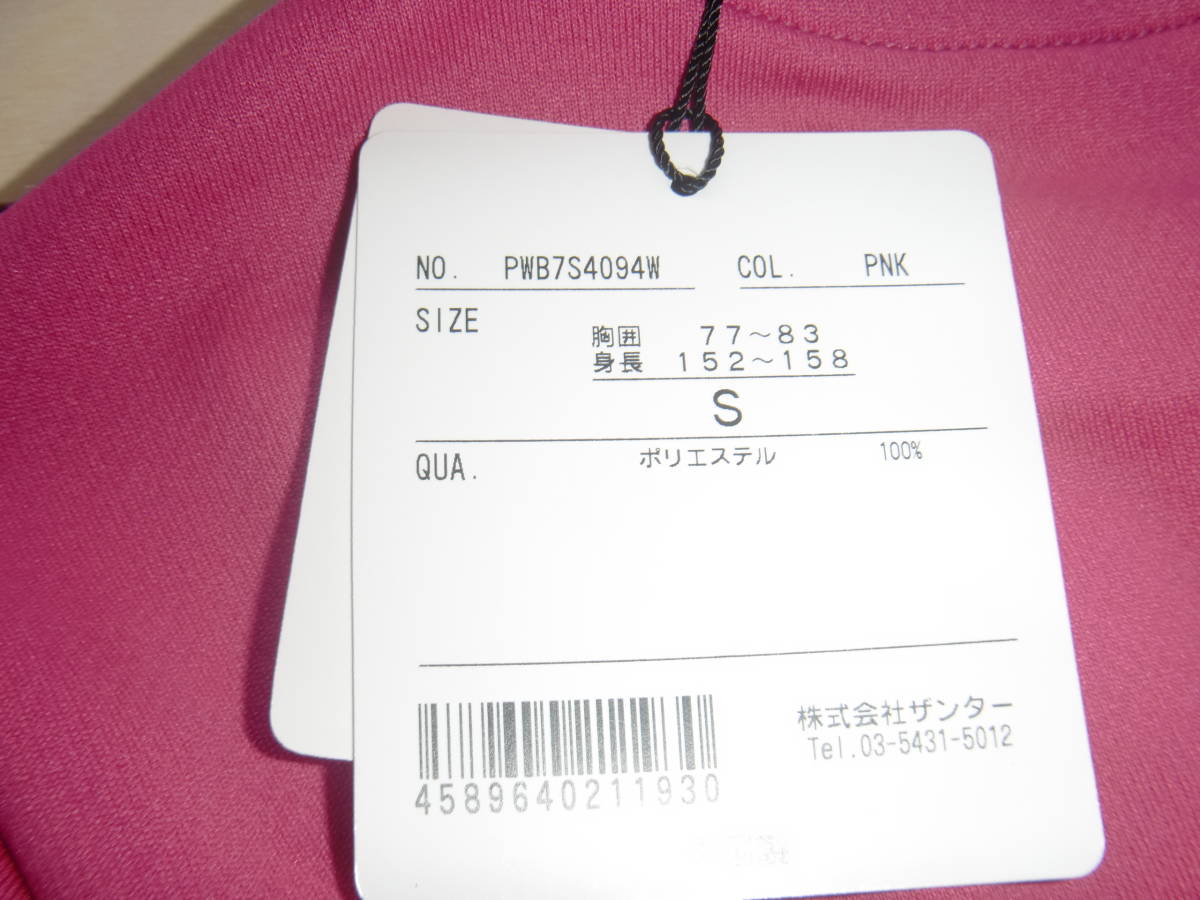 NO. PWB7S4094W COL. PNK
SIZE
胸囲 77~83
身長 152~158
S
QUA. ポリエステル 100%
株式会社ザンター
Tel.03-5431-5012
4589640211930